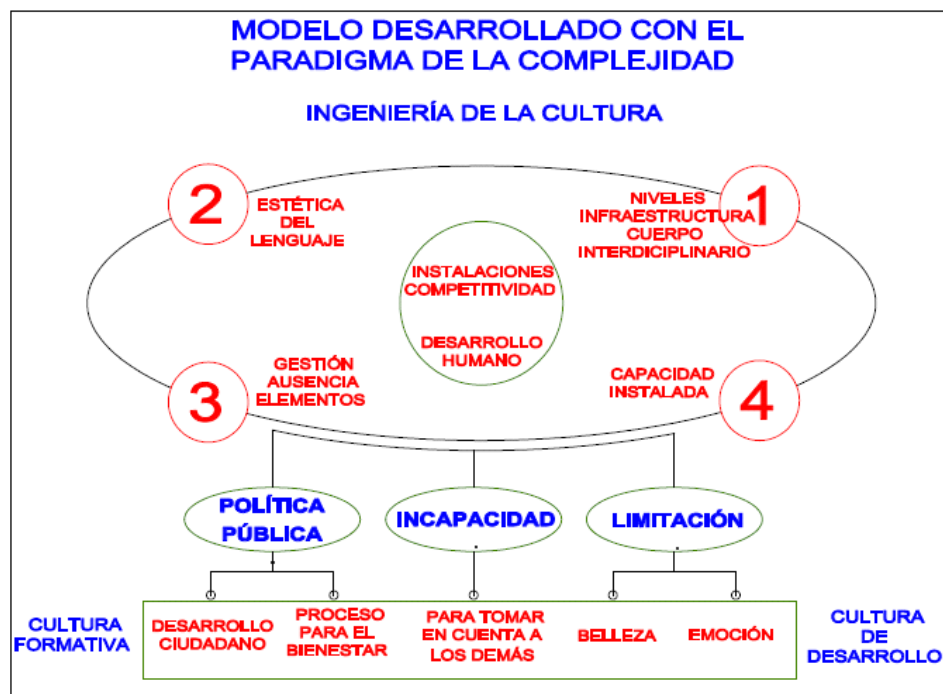 MODELO DESARROLLADO CON EL
PARADIGMA DE LA COMPLEJIDAD
INGENIERÍA DE LA CULTURA
2
ESTÉTICA
DEL
LENGUAJE
1
NIVELES
INFRAESTRUCTURA
CUERPO
INTERDICIPLINARIO
INSTALACIONES
COMPETITIVIDAD
DESARROLLO
HUMANO
3
GESTIÓN
AUSENCIA
ELEMENTOS
4
CAPACIDAD
INSTALADA
POLÍTICA
PÚBLICA
INCAPACIDAD
LIMITACIÓN
CULTURA
FORMATIVA
DESARROLLO
CIUDADANO
PROCESO
PARA EL
BIENESTAR
PARA TOMAR
EN CUENTA A
LOS DEMÁS
BELLEZA
EMOCIÓN
CULTURA
DE
DESARROLLO